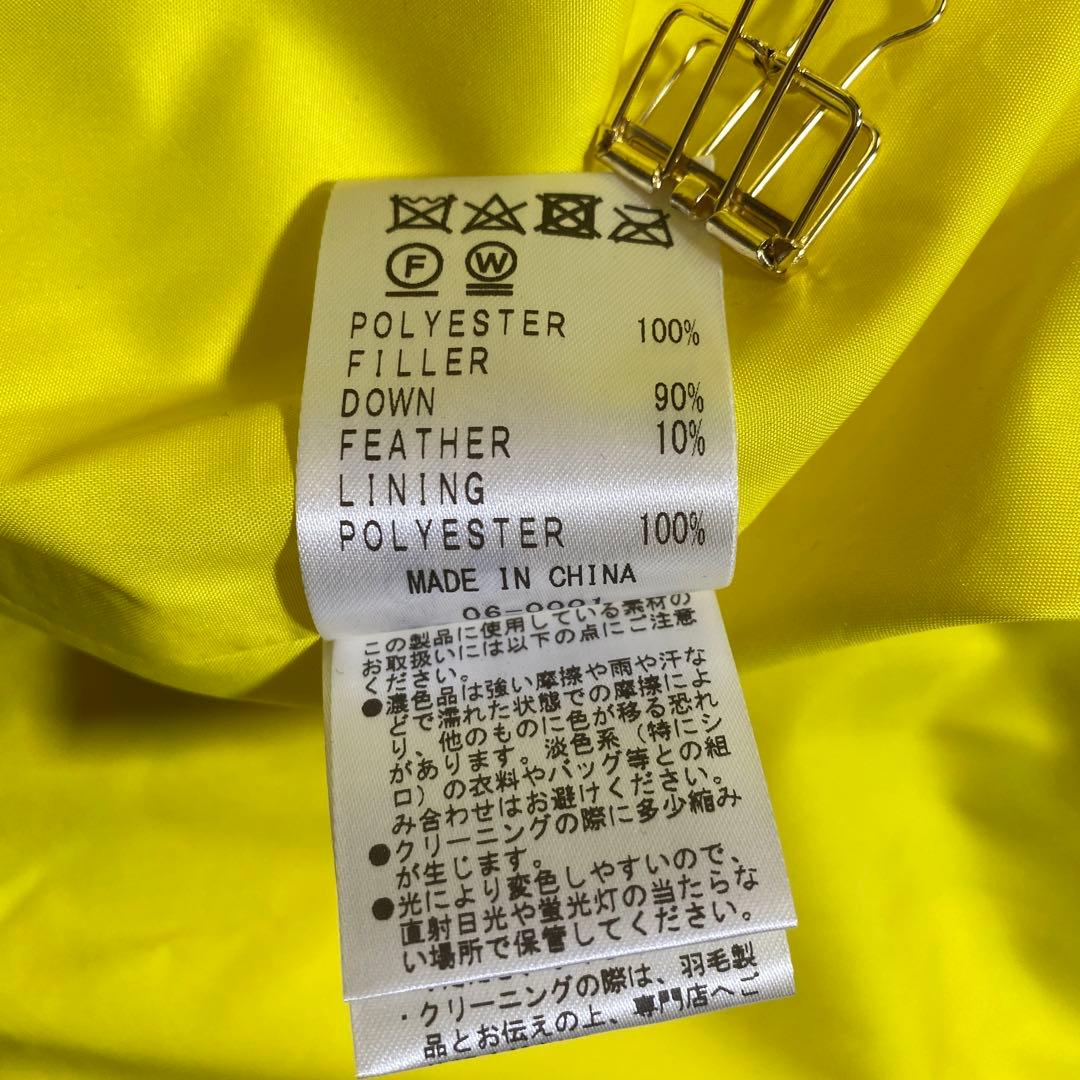 F W
POLYESTER 100%
FILLER
DOWN 90%
FEATHER 10%
LINING
POLYESTER 100%
MADE IN CHINA
06-0001
この製品に使用している素材の
お取扱いには以下の点にご注意
ください。
●濃色品は強い摩擦や雨や汗な
どで濡れた状態での摩擦によ
り、他のものに色が移る恐れ
があります。淡色系(特にシ
ロ)の衣料やバッグ等との組
み合わせはお避けください。
●クリーニングの際に多少縮み
が生じます。
●光により変色しやすいので、
直射日光や蛍光灯の当たらな
い場所で保管してください。
・クリーニングの際は、羽毛製
品とお伝えの上、専門店へご